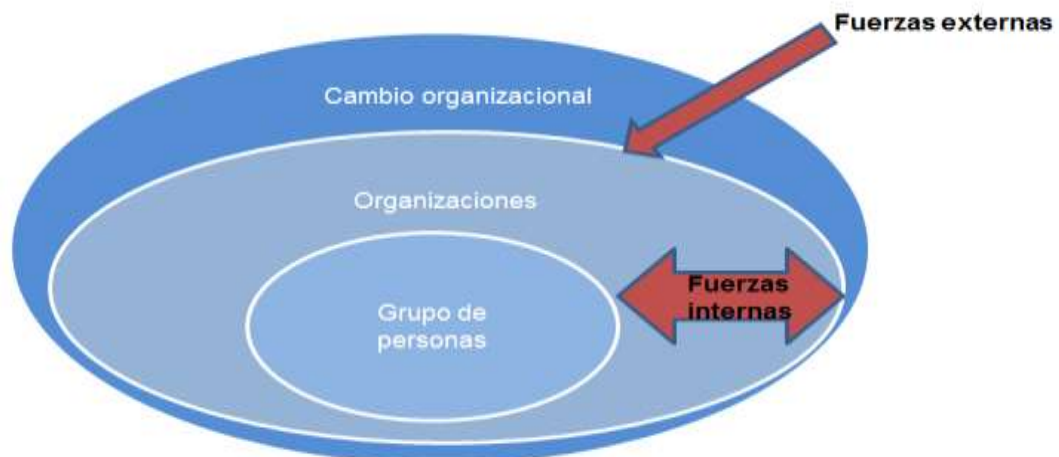 Fuerzas externas
Cambio organizacional
Organizaciones
Fuerzas
internas
Grupo de
personas